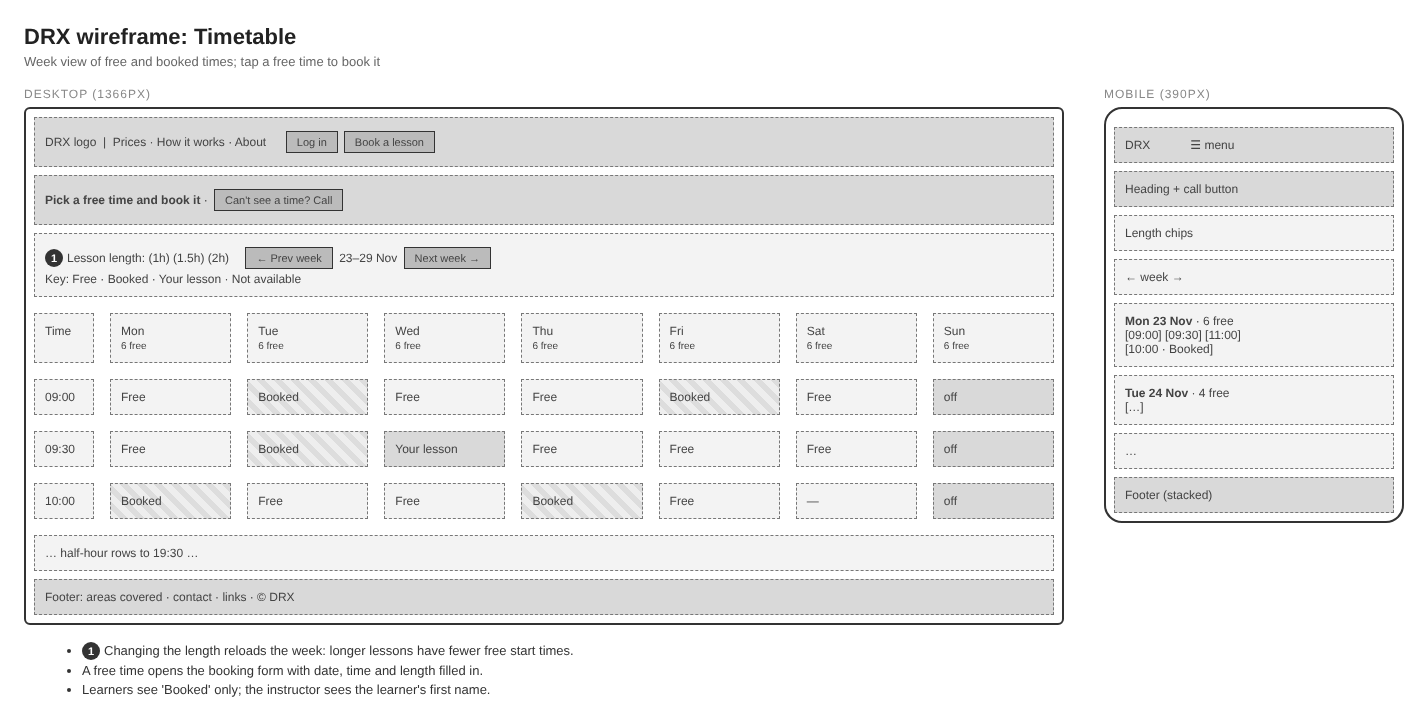 DRX wireframe: Timetable
Week view of free and booked times; tap a free time to book it
DESKTOP (1366PX)
DRX logo | Prices · How it works · About Log in Book a lesson
Pick a free time and book it · Can't see a time? Call
1 Lesson length: (1h) (1.5h) (2h) ← Prev week 23–29 Nov Next week →
Key: Free · Booked · Your lesson · Not available
Time Mon Tue Wed Thu Fri Sat Sun
6 free 6 free 6 free 6 free 6 free 6 free 6 free
09:00 Free Booked Free Free Booked Free off
09:30 Free Booked Your lesson Free Free Free off
10:00 Booked Free Free Booked Free — off
… half-hour rows to 19:30 …
Footer: areas covered · contact · links · © DRX
1 Changing the length reloads the week: longer lessons have fewer free start times.
A free time opens the booking form with date, time and length filled in.
Learners see 'Booked' only; the instructor sees the learner's first name.
MOBILE (390PX)
DRX ☰ menu
Heading + call button
Length chips
← week →
Mon 23 Nov · 6 free
[09:00] [09:30] [11:00]
[10:00 · Booked]
Tue 24 Nov · 4 free
[…]
…
Footer (stacked)